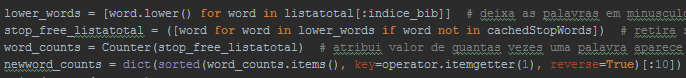 lower_words = [word.lower() for word in listatotal[:indice_bib]]  # deixa as palavras em minusculo
stop_free_listatotal = ([word for word in lower_words if word not in cachedStopWords])  # retira s
word_counts = Counter(stop_free_listatotal)  # atribui valor de quantas vezes uma palavra aparece
newword_counts = dict(sorted(word_counts.items(), key=operator.itemgetter(1), reverse=True)[:10])